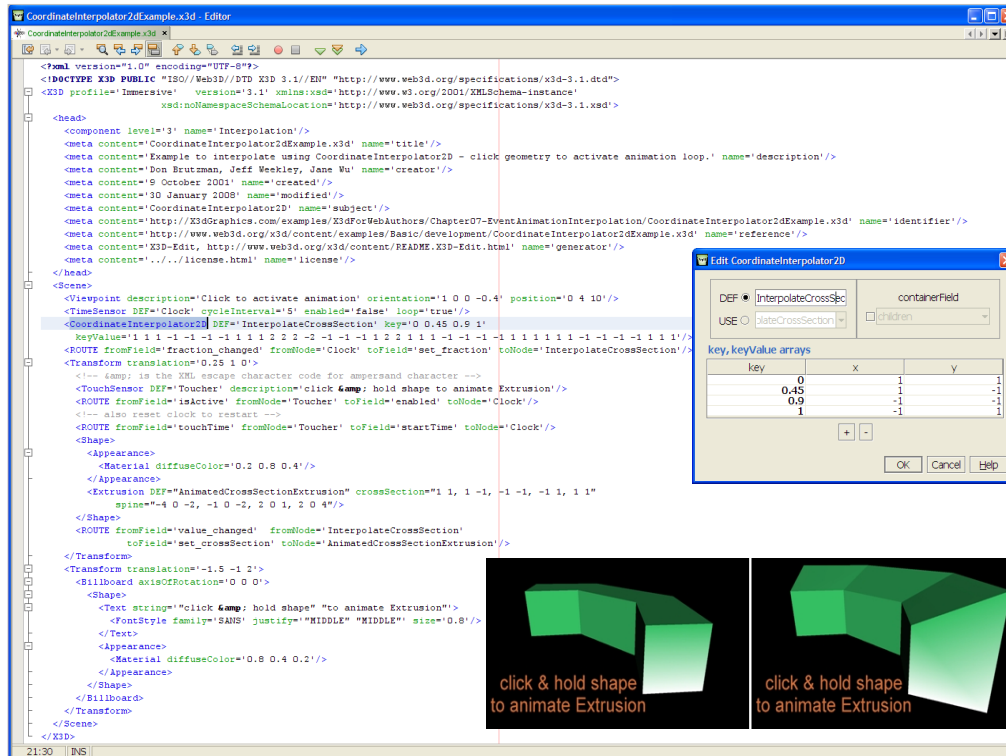 CoordinateInterpolator2dExample.x3d - Editor
CoordinateInterpolator2dExample.x3d
<?xml version="1.0" encoding="UTF-8"?>
<!DOCTYPE X3D PUBLIC "ISO//Web3D//DTD X3D 3.1//EN" "http://www.web3d.org/specifications/x3d-3.1.dtd">
<X3D profile='Immersive' version='3.1' xmlns:xsd='http://www.w3.org/2001/XMLSchema-instance'
xsd:noNamespaceSchemaLocation='http://www.web3d.org/specifications/x3d-3.1.xsd'>
<head>
<component level='3' name='Interpolation'/>
<meta content='CoordinateInterpolator2dExample.x3d' name='title'/>
<meta content='Example to interpolate using CoordinateInterpolator2D - click geometry to activate animation loop.' name='description'/>
<meta content='Don Brutzman, Jeff Weekley, Jane Wu' name='creator'/>
<meta content='9 October 2001' name='created'/>
<meta content='30 January 2008' name='modified'/>
<meta content='CoordinateInterpolator2D' name='subject'/>
<meta content='http://X3dGraphics.com/examples/X3dForWebAuthors/Chapter07-EventAnimationInterpolation/CoordinateInterpolator2dExample.x3d' name='identifier'/>
<meta content='http://www.web3d.org/x3d/content/examples/Basic/development/CoordinateInterpolator2dExample.x3d' name='reference'/>
<meta content='X3D-Edit, http://www.web3d.org/x3d/content/README.X3D-Edit.html' name='generator'/>
<meta content='../../license.html' name='license'/>
</head>
<Scene>
<Viewpoint description='Click to activate animation' orientation='1 0 0 -0.4' position='0 4 10'/>
<TimeSensor DEF='Clock' cycleInterval='5' enabled='false' loop='true'/>
<CoordinateInterpolator2D DEF='InterpolateCrossSection' key='0 0.45 0.9 1'
keyValue='1 1 1 -1 -1 -1 -1 1 1 1 2 2 2 -2 -1 -1 -1 1 2 2 1 1 1 -1 -1 -1 -1 1 1 1 1 1 1 -1 -1 -1 -1 1 1 1'/>
<ROUTE fromField='fraction_changed' fromNode='Clock' toField='set_fraction' toNode='InterpolateCrossSection'/>
<Transform translation='0.25 1 0'>
<!-- &amp; is the XML escape character code for ampersand character -->
<TouchSensor DEF='Toucher' description='click &amp; hold shape to animate Extrusion'/>
<ROUTE fromField='isActive' fromNode='Toucher' toField='enabled' toNode='Clock'/>
<!-- also reset clock to restart -->
<ROUTE fromField='touchTime' fromNode='Toucher' toField='startTime' toNode='Clock'/>
<Shape>
<Appearance>
<Material diffuseColor='0.2 0.8 0.4'/>
</Appearance>
<Extrusion DEF="AnimatedCrossSectionExtrusion" crossSection="1 1, 1 -1, -1 -1, -1 1, 1 1"
spine="-4 0 -2, -1 0 -2, 2 0 1, 2 0 4"/>
</Shape>
<ROUTE fromField='value_changed' fromNode='InterpolateCrossSection'
toField='set_crossSection' toNode='AnimatedCrossSectionExtrusion'/>
</Transform>
<Transform translation='-1.5 -1 2'>
<Billboard axisOfRotation='0 0 0'>
<Shape>
<Text string='"click &amp; hold shape" "to animate Extrusion"'>
<FontStyle family='SANS' justify='"MIDDLE" "MIDDLE"' size='0.8'/>
</Text>
<Appearance>
<Material diffuseColor='0.8 0.4 0.2'/>
</Appearance>
</Shape>
</Billboard>
</Transform>
</Scene>
</X3D>
21:30 INS
Edit CoordinateInterpolator2D
DEF InterpolateCrossSec containerField
USE olateCrossSection children
key, keyValue arrays
key x y
0 1 1
0.45 1 -1
0.9 -1 -1
1 -1 1
+ -
OK Cancel Help
click & hold shape
to animate Extrusion
click & hold shape
to animate Extrusion